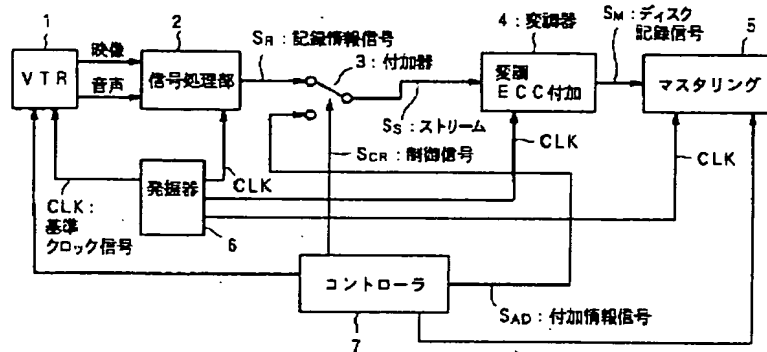 1
VTR
映像
音声
2
信号処理部
SR：記録情報信号
3：付加器
SS：ストリーム
SCR：制御信号
4：変調器
変調
ECC付加
SM：ディスク
記録信号
5
マスタリング
CLK
CLK
CLK
CLK：
基準
クロック信号
発振器
6
コントローラ
7
SAD：付加情報信号